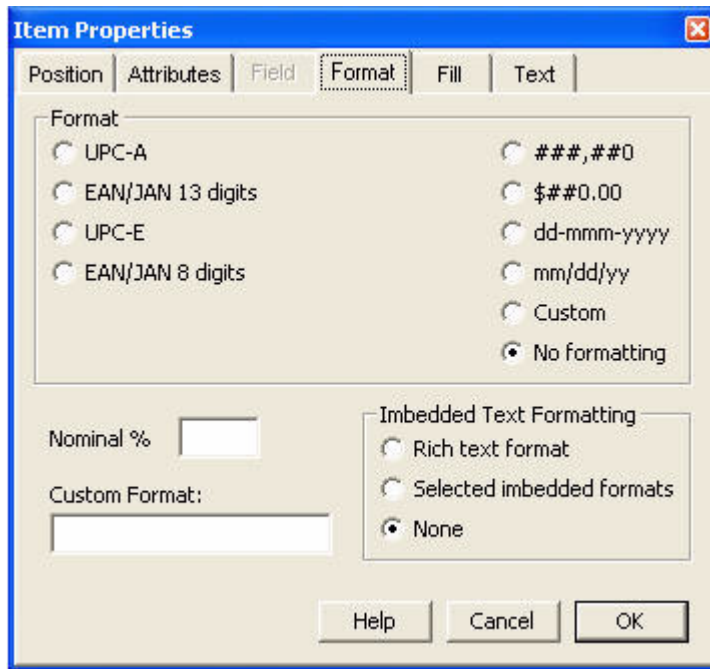 Item Properties
Position Attributes Field Format Fill Text
Format
UPC-A
EAN/JAN 13 digits
UPC-E
EAN/JAN 8 digits
###,##0
$##0.00
dd-mmm-yyyy
mm/dd/yy
Custom
No formatting
Nominal %
Custom Format:
Imbedded Text Formatting
Rich text format
Selected imbedded formats
None
Help Cancel OK